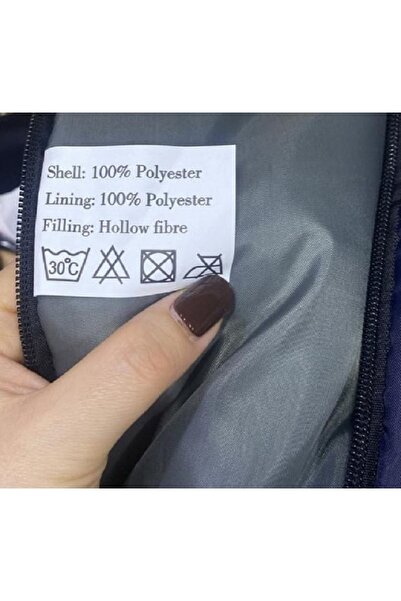 Shell: 100% Polyester
Lining: 100% Polyester
Filling: Hollow fibre
30°C